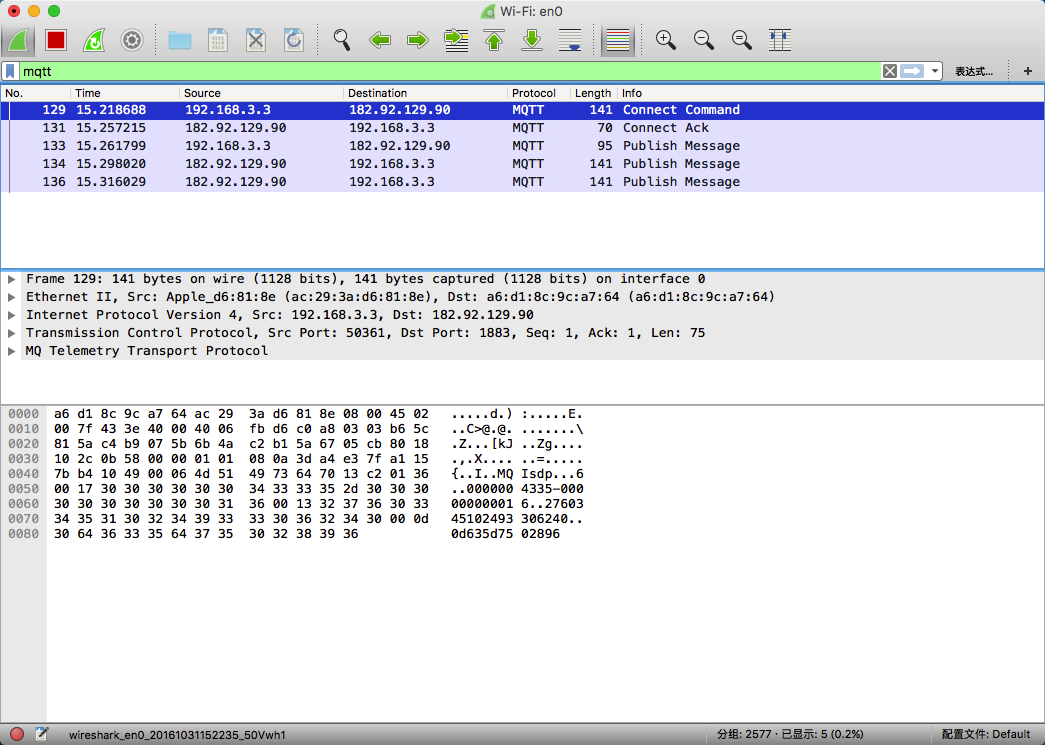 Wi-Fi: en0
mqtt 表达式… +
No. Time Source Destination Protocol Length Info
129 15.218688 192.168.3.3 182.92.129.90 MQTT 141 Connect Command
131 15.257215 182.92.129.90 192.168.3.3 MQTT 70 Connect Ack
133 15.261799 192.168.3.3 182.92.129.90 MQTT 95 Publish Message
134 15.298020 182.92.129.90 192.168.3.3 MQTT 141 Publish Message
136 15.316029 182.92.129.90 192.168.3.3 MQTT 141 Publish Message
Frame 129: 141 bytes on wire (1128 bits), 141 bytes captured (1128 bits) on interface 0
Ethernet II, Src: Apple_d6:81:8e (ac:29:3a:d6:81:8e), Dst: a6:d1:8c:9c:a7:64 (a6:d1:8c:9c:a7:64)
Internet Protocol Version 4, Src: 192.168.3.3, Dst: 182.92.129.90
Transmission Control Protocol, Src Port: 50361, Dst Port: 1883, Seq: 1, Ack: 1, Len: 75
MQ Telemetry Transport Protocol
0000 a6 d1 8c 9c a7 64 ac 29 3a d6 81 8e 08 00 45 02 .....d.) :.....E.
0010 00 7f 43 3e 40 00 40 06 fb d6 c0 a8 03 03 b6 5c ..C>@.@. .......\
0020 81 5a c4 b9 07 5b 6b 4a c2 b1 5a 67 05 cb 80 18 .Z...[kJ ..Zg....
0030 10 2c 0b 58 00 00 01 01 08 0a 3d a4 e3 7f a1 15 .,.X.... ..=.....
0040 7b b4 10 49 00 06 4d 51 49 73 64 70 13 c2 01 36 {..I..MQ Isdp...6
0050 00 17 30 30 30 30 30 30 34 33 33 35 2d 30 30 30 ..000000 4335-000
0060 30 30 30 30 30 30 31 36 00 13 32 37 36 30 33 00000016 ..27603
0070 34 35 31 30 32 34 39 33 33 30 36 32 34 30 00 0d 45102493 306240..
0080 30 64 36 33 35 64 37 35 30 32 38 39 36 0d635d75 02896
wireshark_en0_20161031152235_50Vwh1 分组: 2577 · 已显示: 5 (0.2%) 配置文件: Default